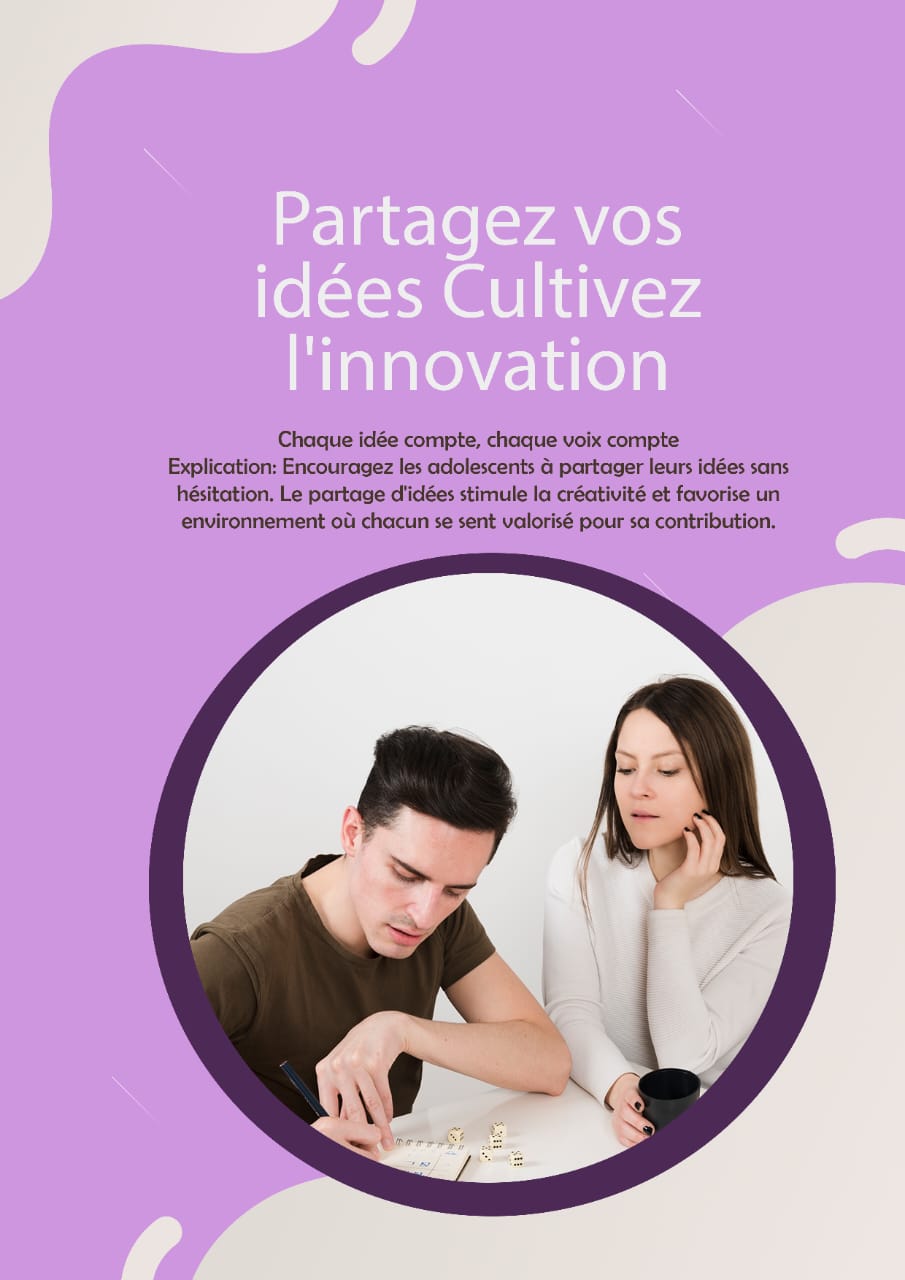 Partagez vos
idées Cultivez
l'innovation
Chaque idée compte, chaque voix compte
Explication: Encouragez les adolescents à partager leurs idées sans
hésitation. Le partage d'idées stimule la créativité et favorise un
environnement où chacun se sent valorisé pour sa contribution.